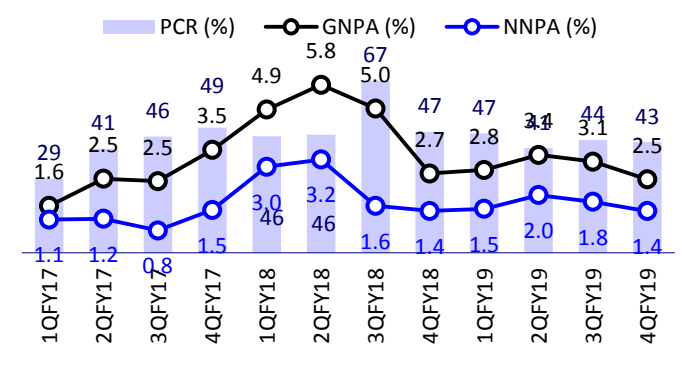 PCR (%) GNPA (%) NNPA (%)
29 41 46 49 46 46 67 47 47 41 44 43
1.6 2.5 2.5 3.5 4.9 5.8 5.0 2.7 2.8 3.4 3.1 2.5
1.1 1.2 0.8 1.5 3.0 3.2 1.6 1.4 1.5 2.0 1.8 1.4
1QFY17 2QFY17 3QFY17 4QFY17 1QFY18 2QFY18 3QFY18 4QFY18 1QFY19 2QFY19 3QFY19 4QFY19